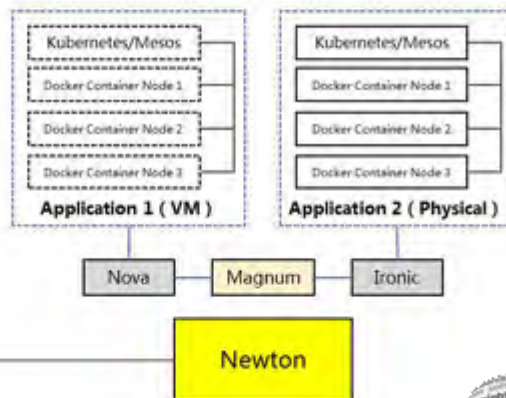 Kubernetes/Mesos
Docker Container Node 1
Docker Container Node 2
Docker Container Node 3
Application 1 ( VM )
Kubernetes/Mesos
Docker Container Node 1
Docker Container Node 2
Docker Container Node 3
Application 2 ( Physical )
Nova
Magnum
Ironic
Newton